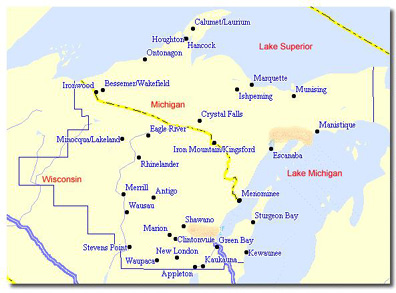 Calumet/Laurium
Houghton
Hancock
Lake Superior
Ontonagon
Ironwood
Bessemer/Wakefield
Marquette
Ishpeming
Munising
Michigan
Crystal Falls
Eagle River
Manistique
Minocqua/Lakeland
Iron Mountain/Kingsford
Escanaba
Rhinelander
Lake Michigan
Wisconsin
Merrill
Antigo
Menominee
Wausau
Shawano
Sturgeon Bay
Marion
Clintonville
Stevens Point
Green Bay
New London
Kewaunee
Waupaca
Kaukauna
Appleton